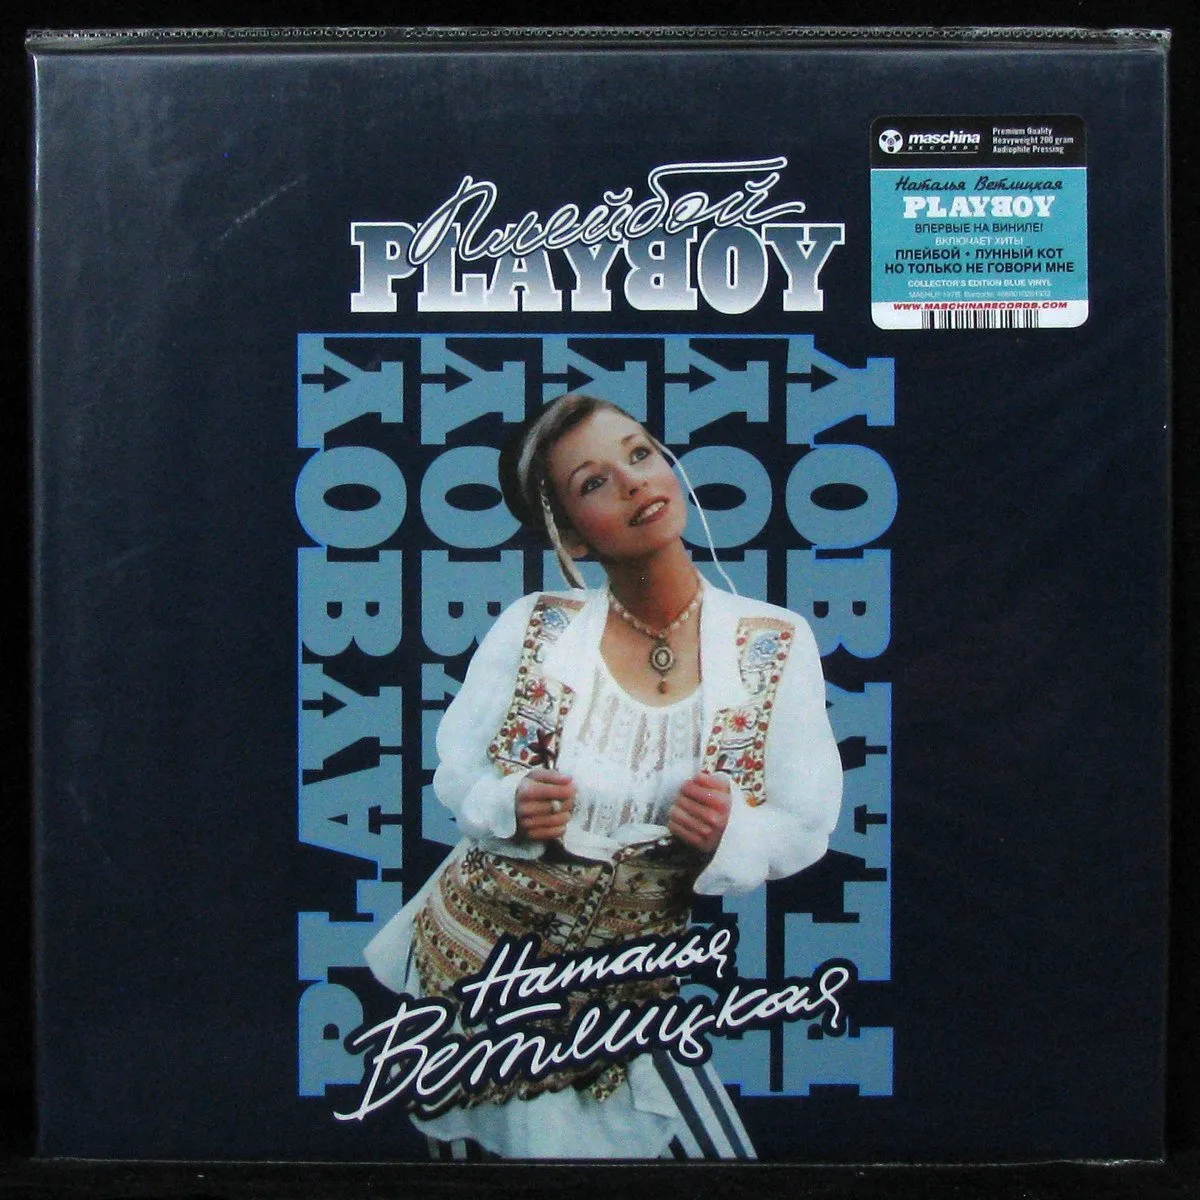 Плейбой
PLAYBOY
maschina
RECORDS
Premium Quality
Heavyweight 200 gram
Audiophile Pressing
Наталья Ветлицкая
PLAYBOY
ВПЕРВЫЕ НА ВИНИЛЕ!
ВКЛЮЧАЕТ ХИТЫ
ПЛЕЙБОЙ • ЛУННЫЙ КОТ
НО ТОЛЬКО НЕ ГОВОРИ МНЕ
COLLECTOR'S EDITION BLUE VINYL
WWW.MASCHINARECORDS.COM
PLAYBOY
PLAYBOY
PLAYBOY
PLAYBOY
PLAYBOY
Наталья
Ветлицкая